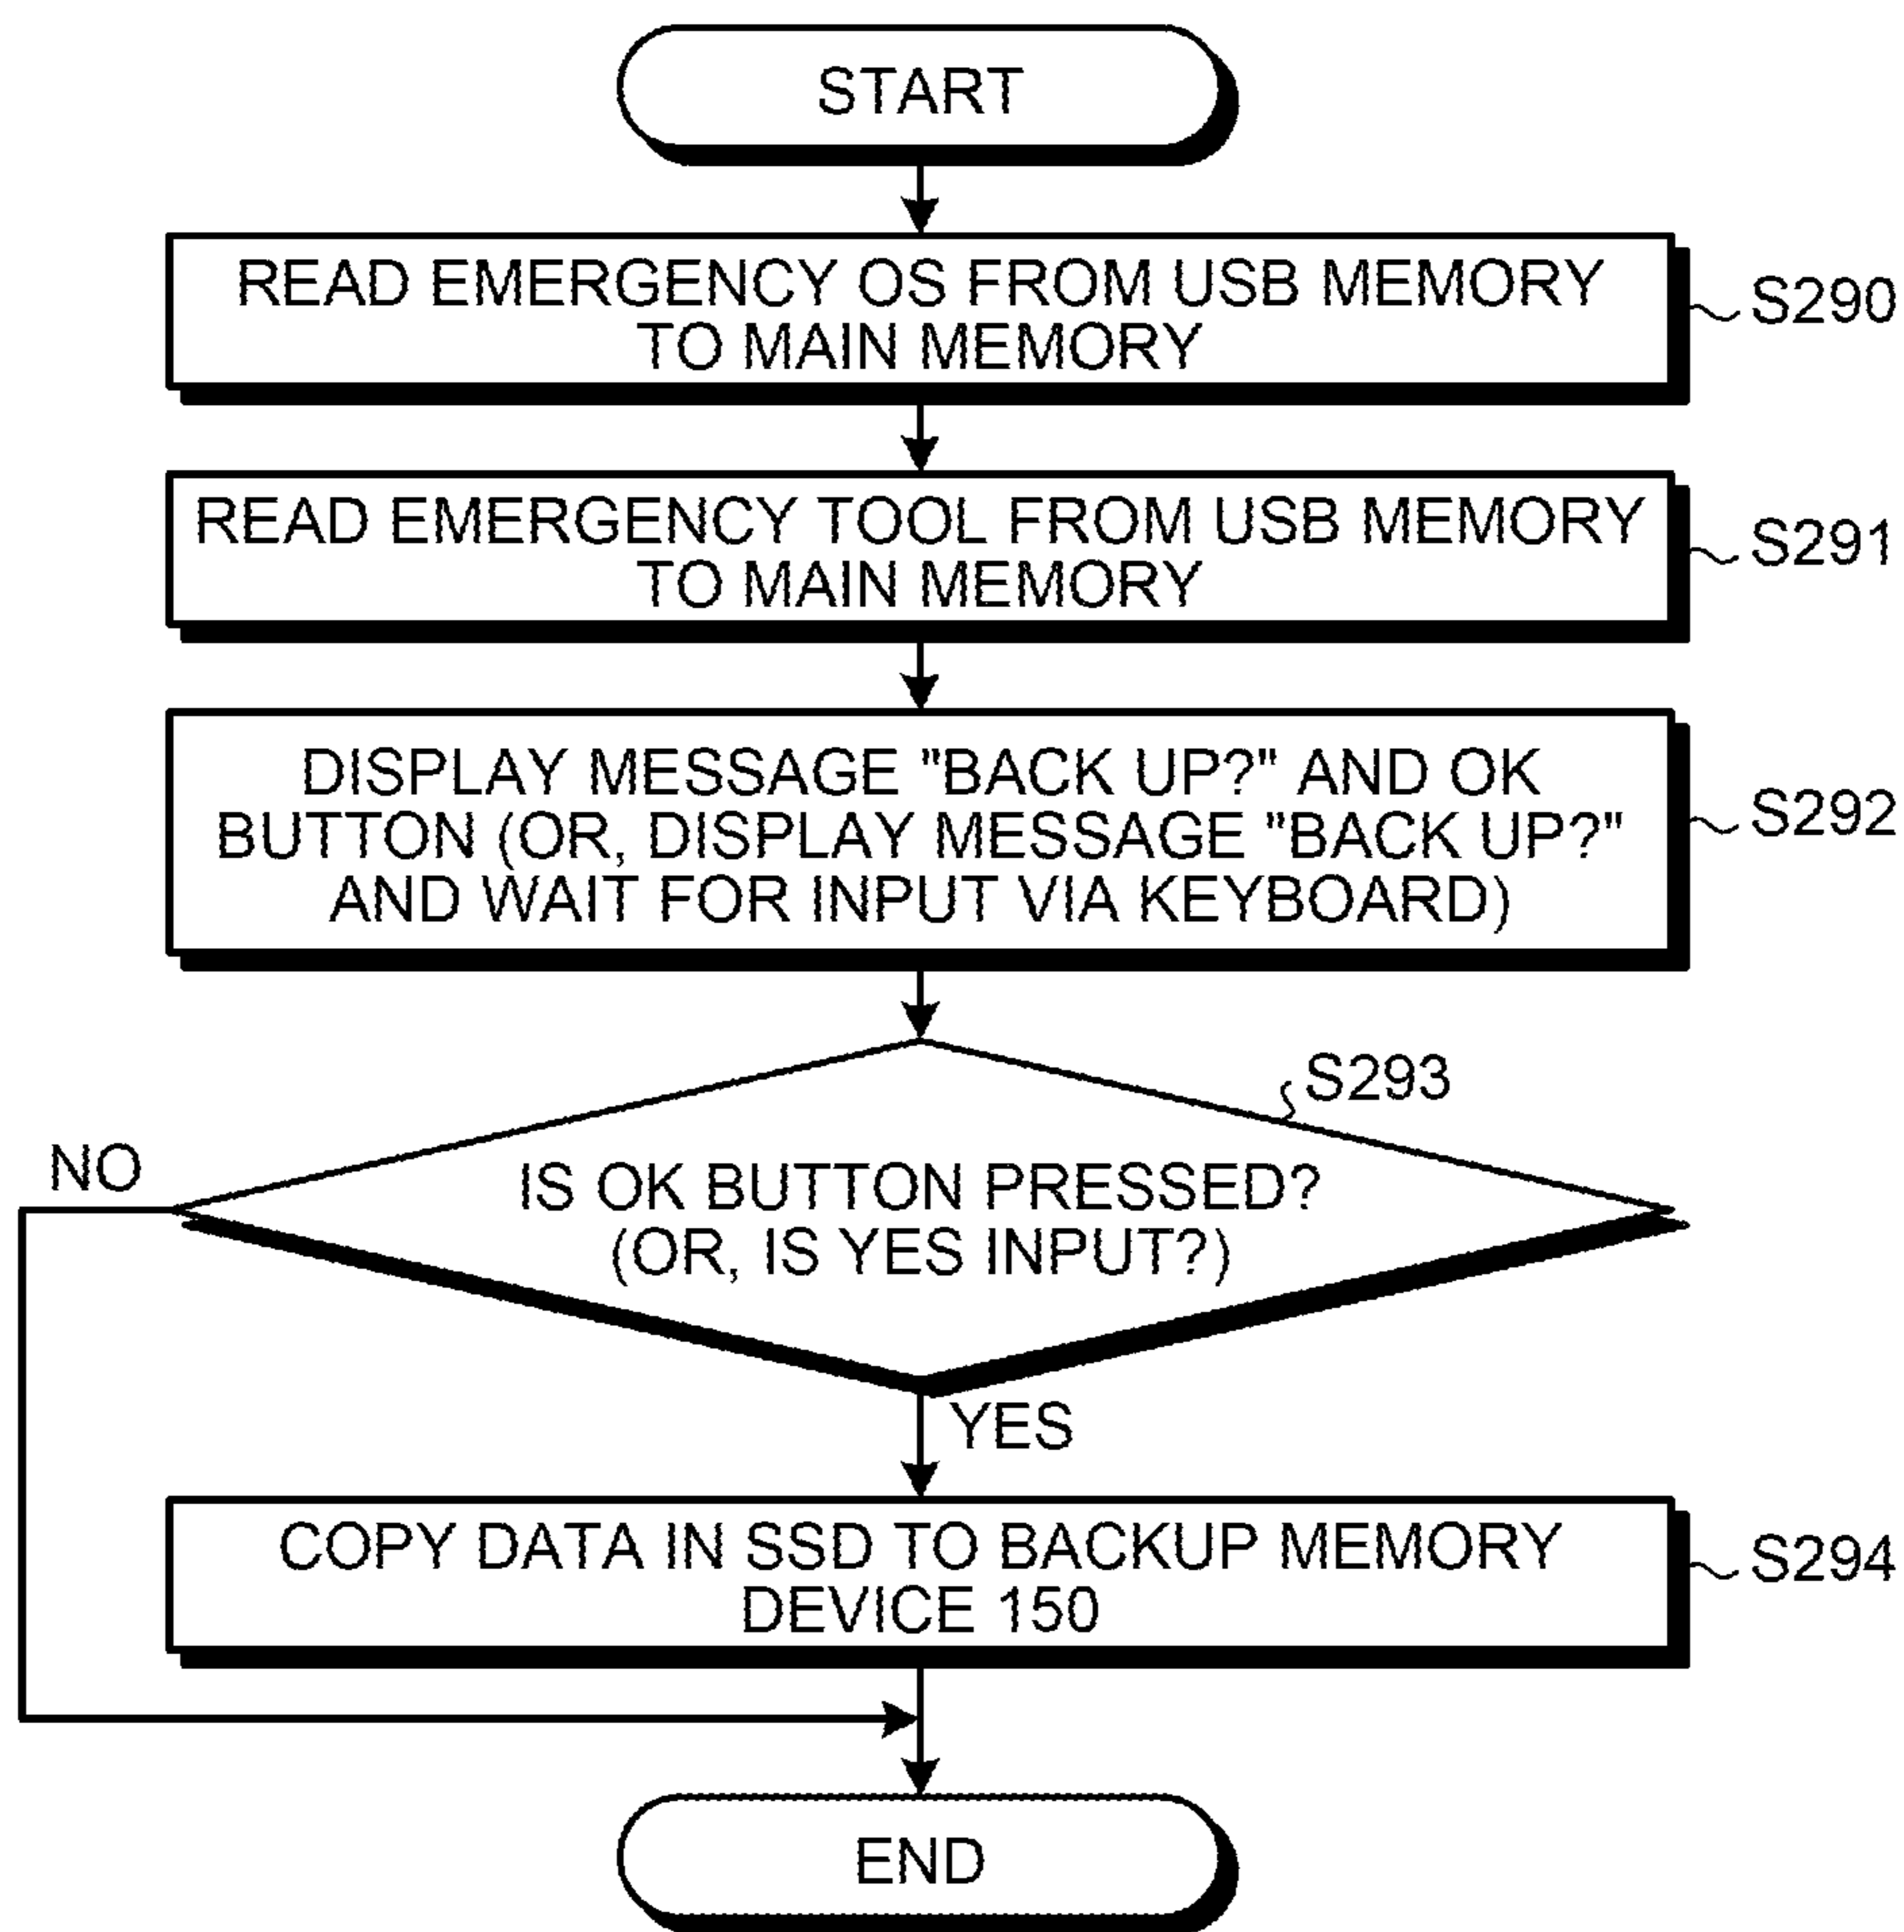 START
READ EMERGENCY OS FROM USB MEMORY
TO MAIN MEMORY
S290
READ EMERGENCY TOOL FROM USB MEMORY
TO MAIN MEMORY
S291
DISPLAY MESSAGE "BACK UP?" AND OK
BUTTON (OR, DISPLAY MESSAGE "BACK UP?"
AND WAIT FOR INPUT VIA KEYBOARD)
S292
S293
NO
IS OK BUTTON PRESSED?
(OR, IS YES INPUT?)
YES
COPY DATA IN SSD TO BACKUP MEMORY
DEVICE 150
S294
END